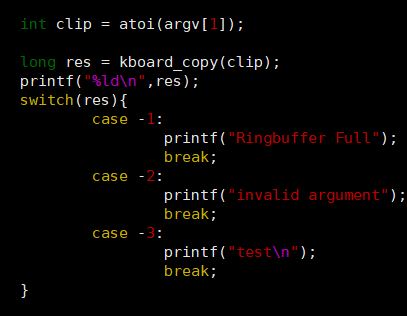 int clip = atoi(argv[1]);
long res = kboard_copy(clip);
printf("%ld\n",res);
switch(res){
case -1:
printf("Ringbuffer Full");
break;
case -2:
printf("invalid argument");
break;
case -3:
printf("test\n");
break;
}